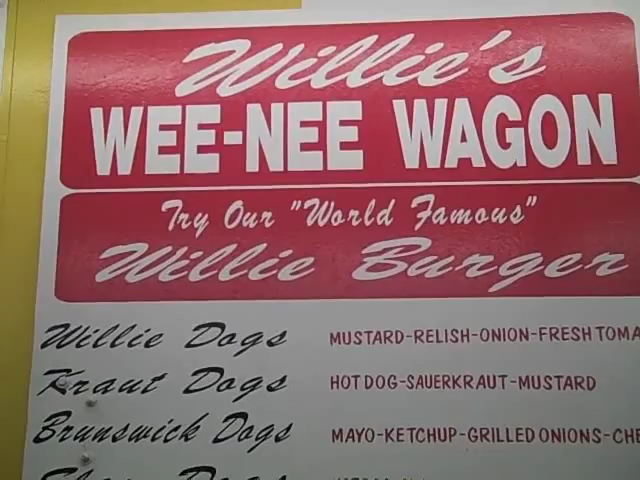 Willie's
WEE-NEE WAGON
Try Our "World Famous"
Willie Burger
Willie Dogs MUSTARD-RELISH-ONION-FRESH TOMA
Kraut Dogs HOT DOG-SAUERKRAUT-MUSTARD
Brunswick Dogs MAYO-KETCHUP-GRILLED ONIONS-CHE
Dogs